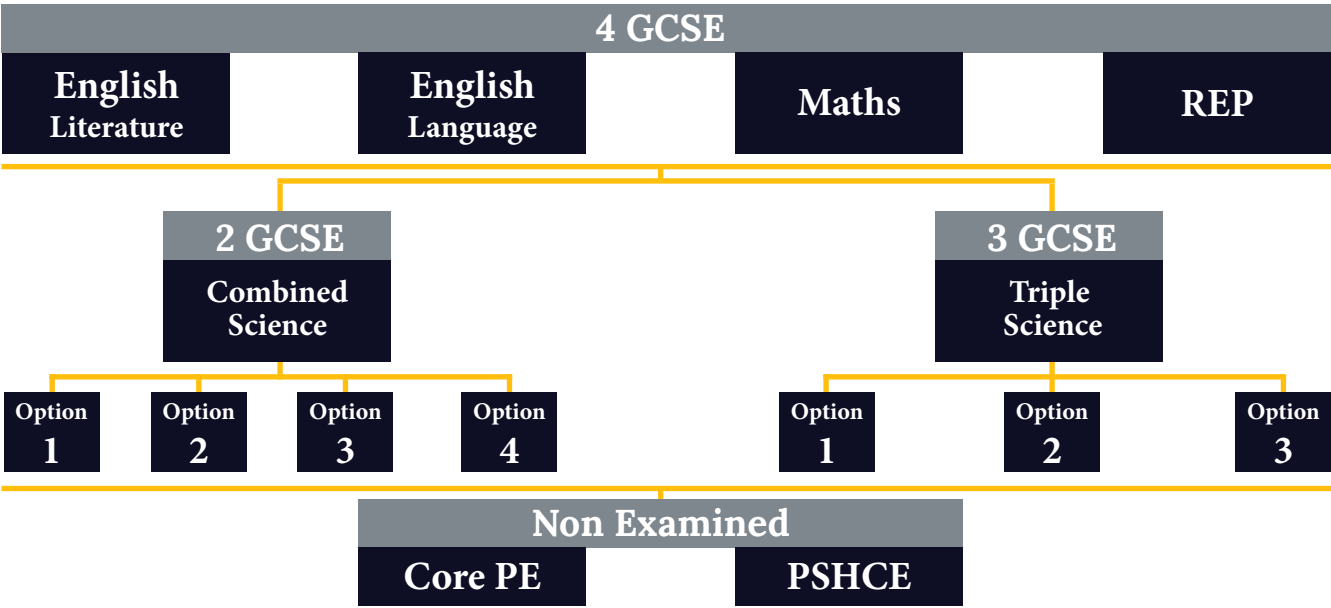 4 GCSE
English
Literature
English
Language
Maths
REP
2 GCSE
Combined
Science
3 GCSE
Triple
Science
Option
1
Option
2
Option
3
Option
4
Option
1
Option
2
Option
3
Non Examined
Core PE
PSHCE